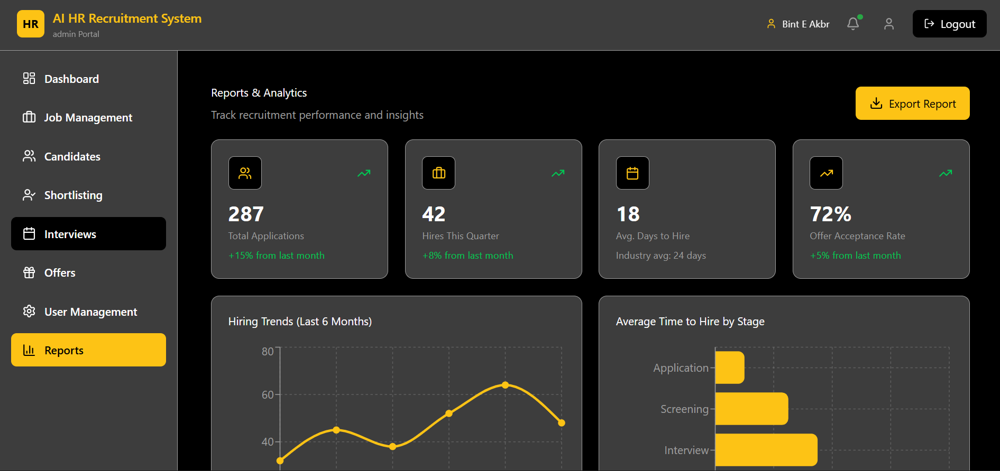 HR
AI HR Recruitment System
admin Portal
Bint E Akbr
Logout
Dashboard
Job Management
Candidates
Shortlisting
Interviews
Offers
User Management
Reports
Reports & Analytics
Track recruitment performance and insights
Export Report
287
Total Applications
+15% from last month
42
Hires This Quarter
+8% from last month
18
Avg. Days to Hire
Industry avg: 24 days
72%
Offer Acceptance Rate
+5% from last month
Hiring Trends (Last 6 Months)
80
60
40
Average Time to Hire by Stage
Application
Screening
Interview